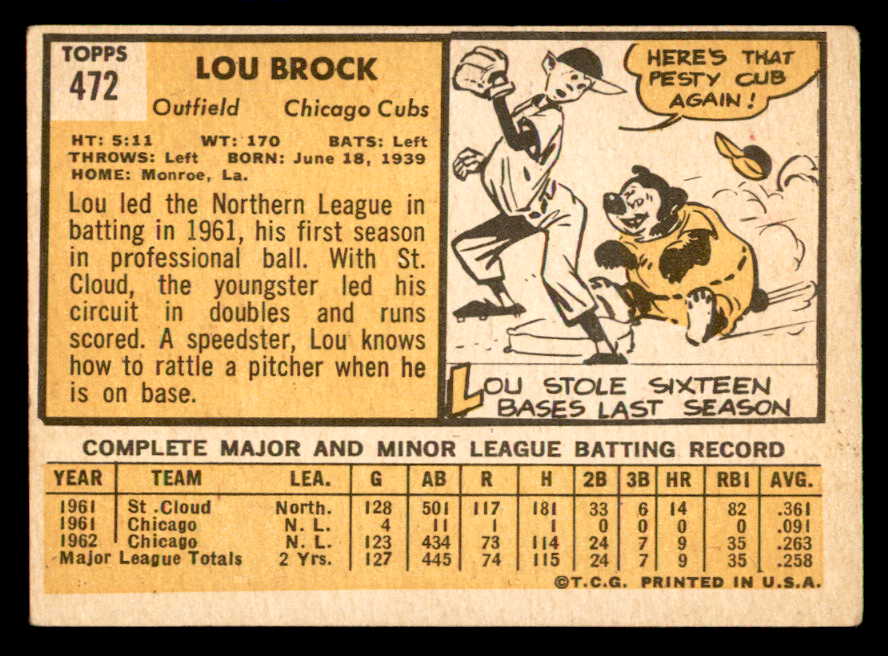 TOPPS
472
LOU BROCK
Outfield Chicago Cubs
HT: 5:11 WT: 170 BATS: Left
THROWS: Left BORN: June 18, 1939
HOME: Monroe, La.
Lou led the Northern League in
batting in 1961, his first season
in professional ball. With St.
Cloud, the youngster led his
circuit in doubles and runs
scored. A speedster, Lou knows
how to rattle a pitcher when he
is on base.
HERE'S THAT
PESTY CUB
AGAIN!
LOU STOLE SIXTEEN
BASES LAST SEASON
COMPLETE MAJOR AND MINOR LEAGUE BATTING RECORD
YEAR TEAM LEA. G AB R H 2B 3B HR RBI AVG.
1961 St. Cloud North. 128 501 117 181 33 6 14 82 .361
1961 Chicago N. L. 4 11 1 1 0 0 0 0 .091
1962 Chicago N. L. 123 434 73 114 24 7 9 35 .263
Major League Totals 2 Yrs. 127 445 74 115 24 7 9 35 .258
©T.C.G. PRINTED IN U.S.A.